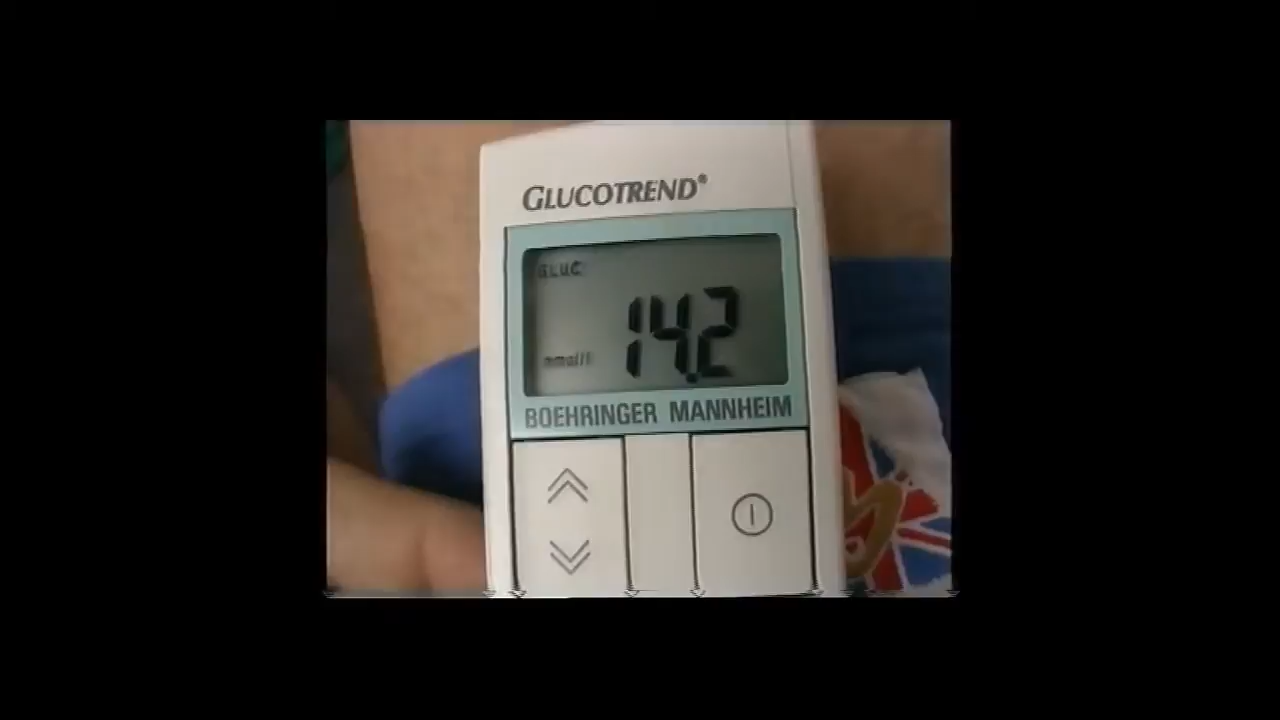 GLUCOTREND®
GLUC
14.2
mmol/l
BOEHRINGER MANNHEIM